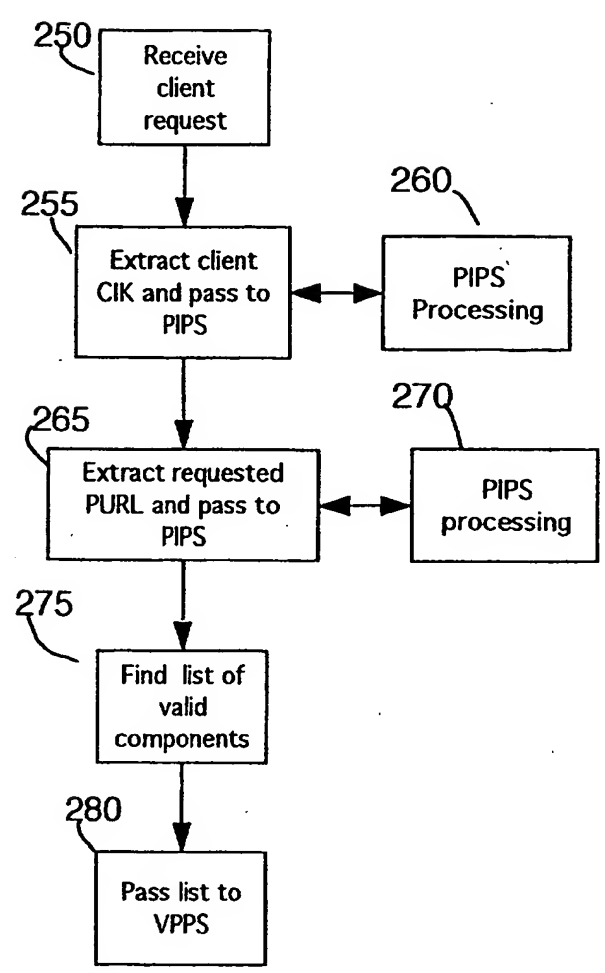 250
Receive
client
request
255
Extract client
CIK and pass to
PIPS
260
PIPS
Processing
265
Extract requested
PURL and pass to
PIPS
270
PIPS
processing
275
Find list of
valid
components
280
Pass list to
VPPS